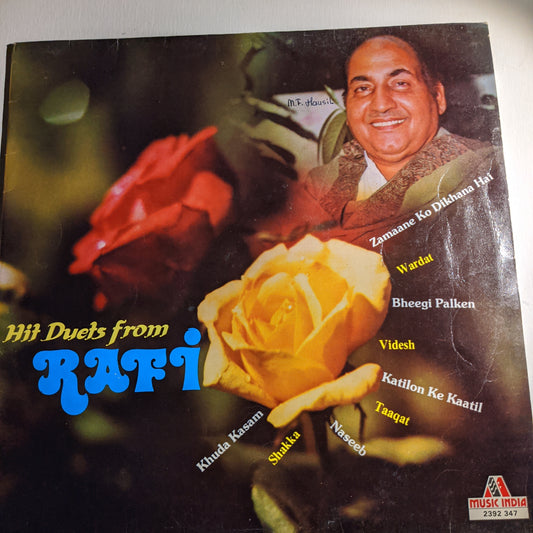 M.F. Hausil
Zamaane Ko Dikhana Hai
Wardat
Bheegi Palken
Videsh
Katilon Ke Kaatil
Taaqat
Naseeb
Shakka
Khuda Kasam
Hit Duets from
RAFI
MUSIC INDIA
2392 347